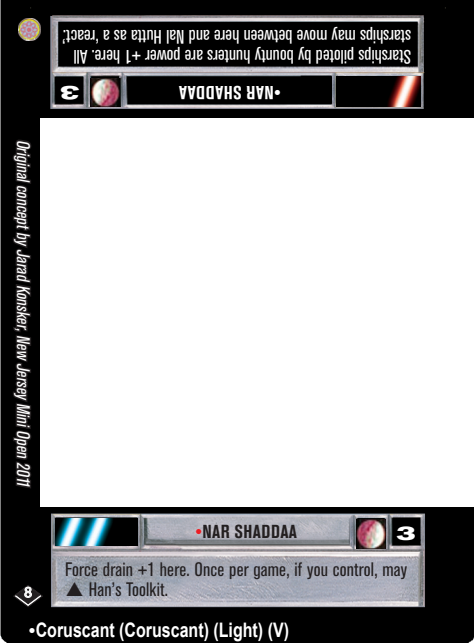 Starships piloted by bounty hunters are power +1 here. All
starships may move between here and Nal Hutta as a 'react'.
•NAR SHADDAA
3
Original concept by Jarad Konsker, New Jersey Mini Open 2011
•NAR SHADDAA
3
Force drain +1 here. Once per game, if you control, may
▲ Han's Toolkit.
8
•Coruscant (Coruscant) (Light) (V)